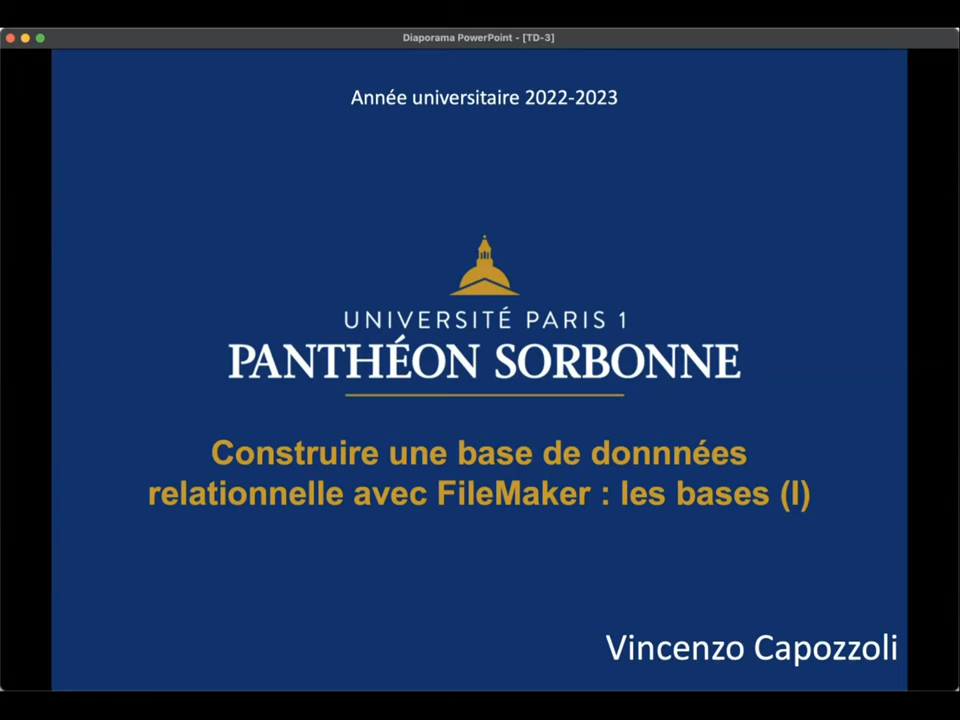 Diaporama PowerPoint - [TD-3]
Année universitaire 2022-2023
UNIVERSITÉ PARIS 1
PANTHÉON SORBONNE
Construire une base de donnnées
relationnelle avec FileMaker : les bases (I)
Vincenzo Capozzoli